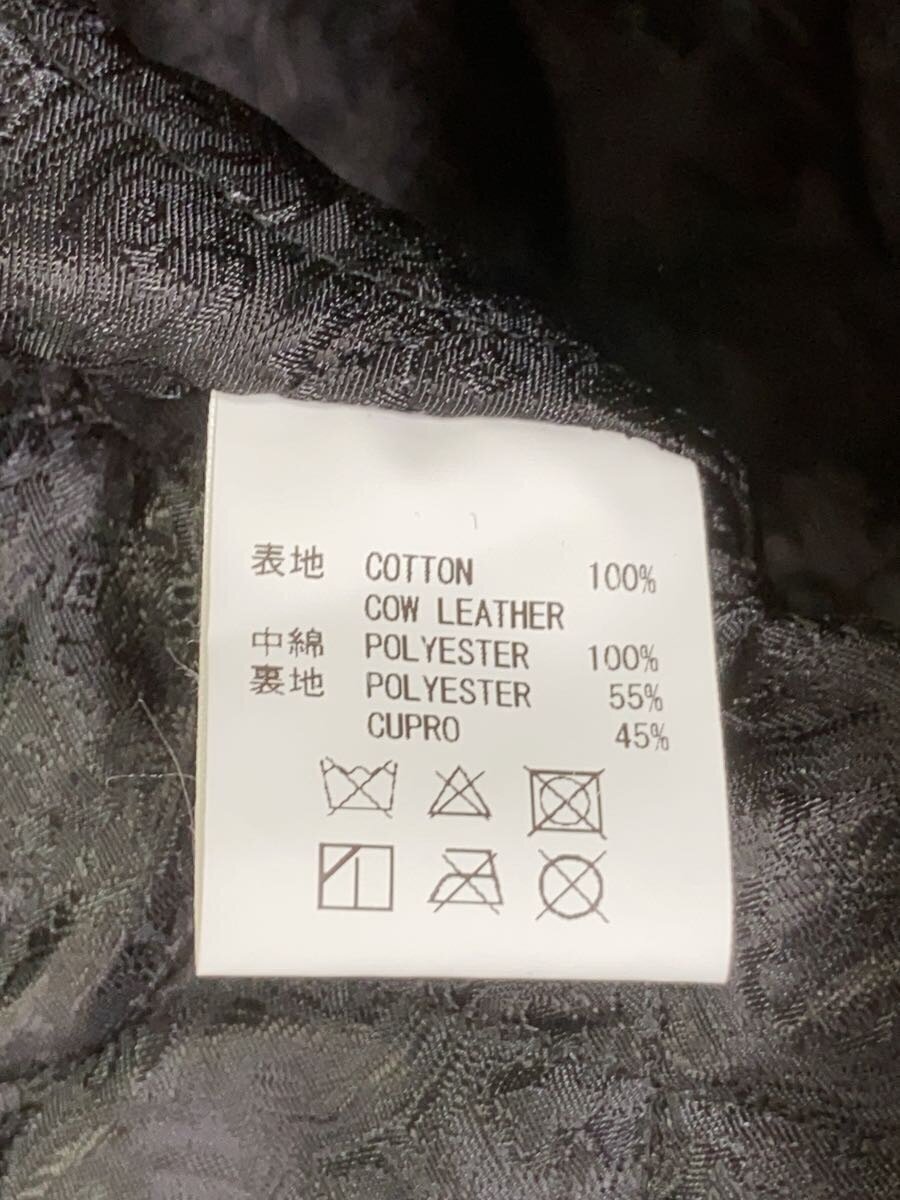 表地 COTTON 100%
COW LEATHER
中綿 POLYESTER 100%
裏地 POLYESTER 55%
CUPRO 45%